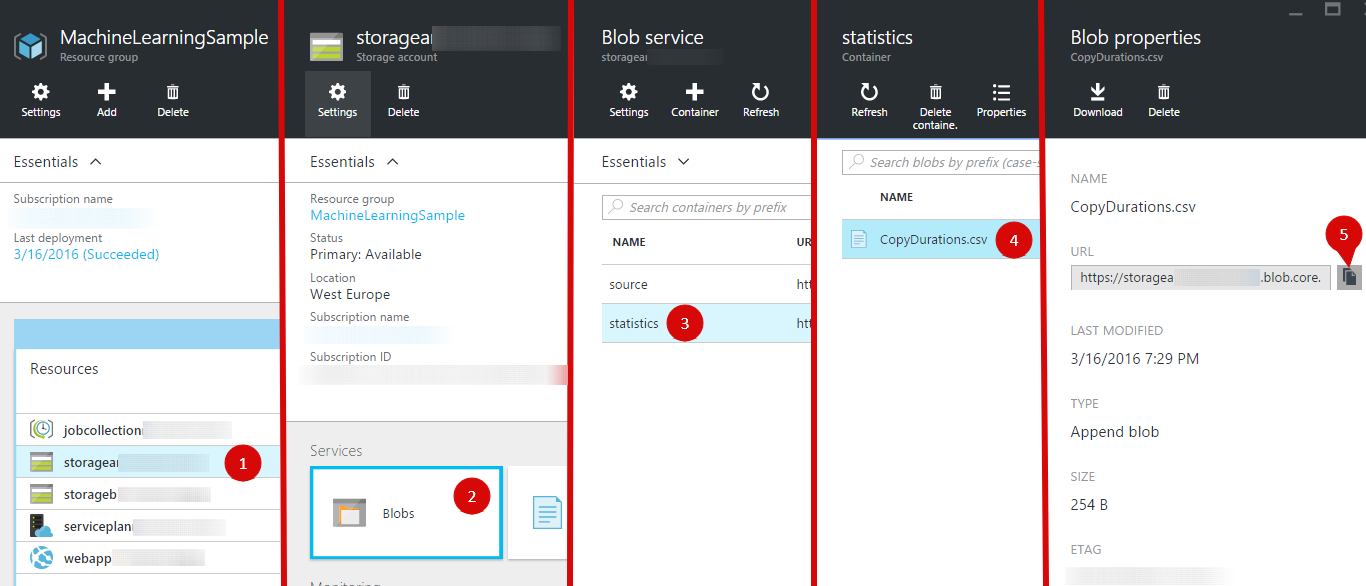 MachineLearningSample
Resource group
Settings
Add
Delete
Essentials
Subscription name
Last deployment
3/16/2016 (Succeeded)
Resources
jobcollection
storagear
1
storageb
serviceplan
webapp
storagear
Storage account
Settings
Delete
Essentials
Resource group
MachineLearningSample
Status
Primary: Available
Location
West Europe
Subscription name
Subscription ID
Services
Blobs
2
Monitoring
Blob service
storagear
Settings
Container
Refresh
Essentials
Search containers by prefix
NAME
UR
source
htt
statistics
3
htt
statistics
Container
Refresh
Delete
containe.
Properties
Search blobs by prefix (case-s
NAME
CopyDurations.csv
4
Blob properties
CopyDurations.csv
Download
Delete
NAME
CopyDurations.csv
URL
5
https://storagea .blob.core.
LAST MODIFIED
3/16/2016 7:29 PM
TYPE
Append blob
SIZE
254 B
ETAG